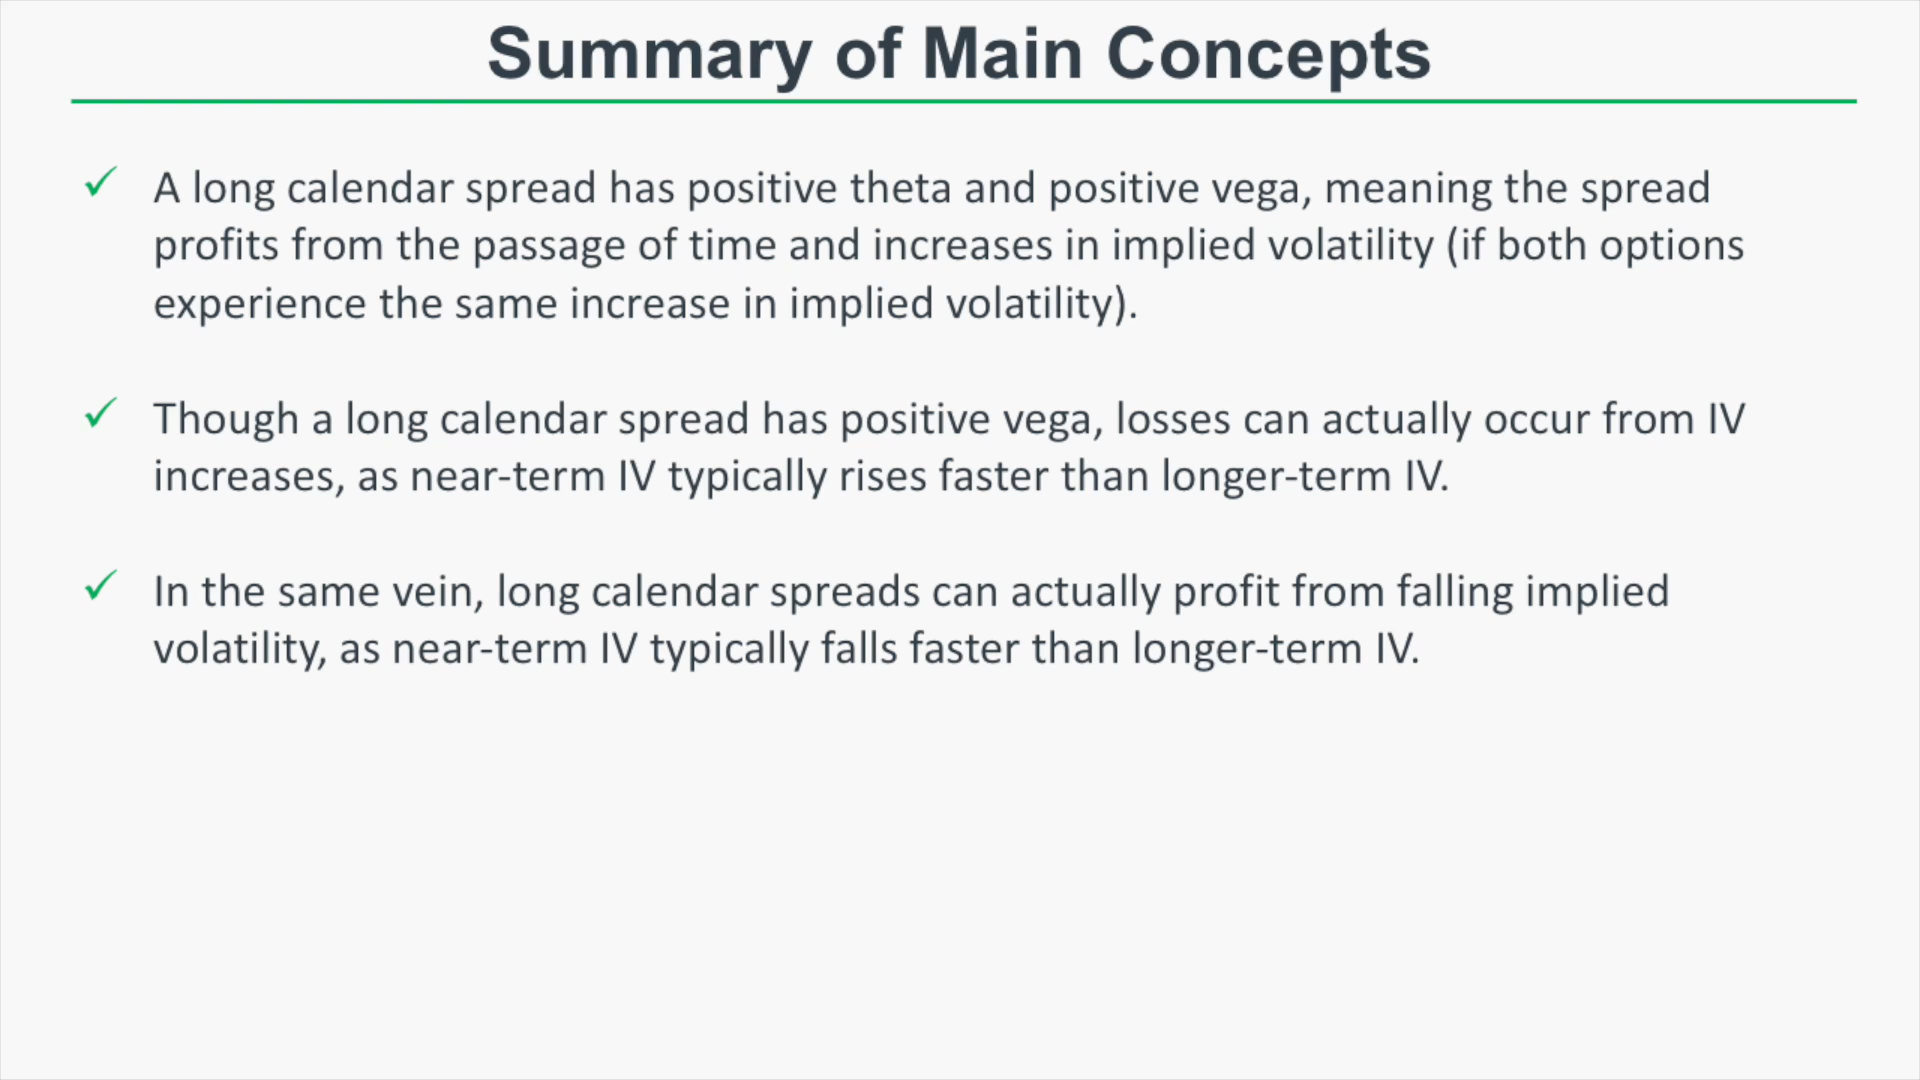 Summary of Main Concepts
A long calendar spread has positive theta and positive vega, meaning the spread
profits from the passage of time and increases in implied volatility (if both options
experience the same increase in implied volatility).
Though a long calendar spread has positive vega, losses can actually occur from IV
increases, as near-term IV typically rises faster than longer-term IV.
In the same vein, long calendar spreads can actually profit from falling implied
volatility, as near-term IV typically falls faster than longer-term IV.